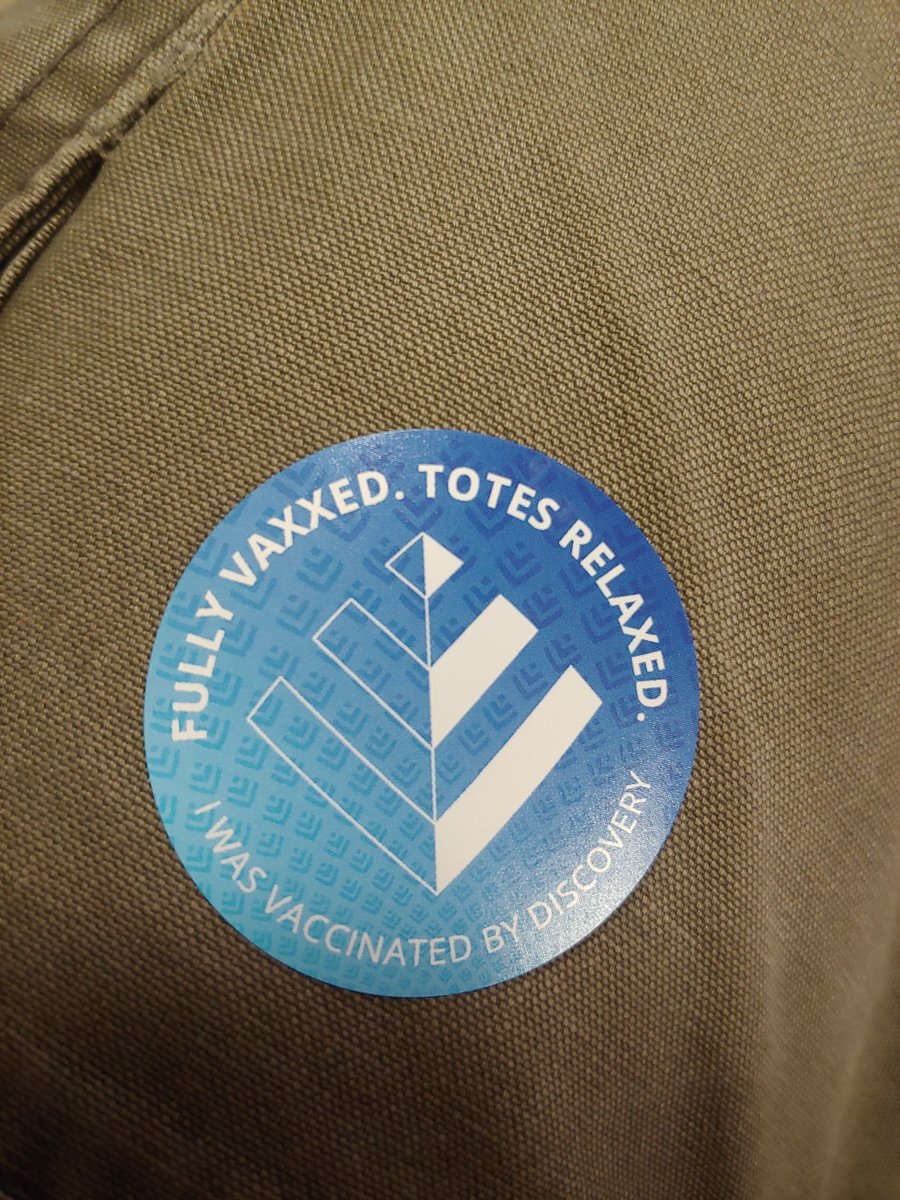 FULLY VAXXED. TOTES RELAXED.
I WAS VACCINATED BY DISCOVERY